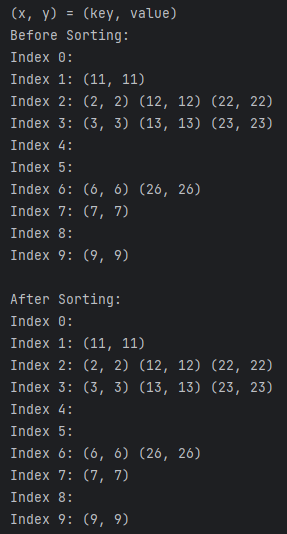 (x, y) = (key, value)
Before Sorting:
Index 0:
Index 1: (11, 11)
Index 2: (2, 2) (12, 12) (22, 22)
Index 3: (3, 3) (13, 13) (23, 23)
Index 4:
Index 5:
Index 6: (6, 6) (26, 26)
Index 7: (7, 7)
Index 8:
Index 9: (9, 9)
After Sorting:
Index 0:
Index 1: (11, 11)
Index 2: (2, 2) (12, 12) (22, 22)
Index 3: (3, 3) (13, 13) (23, 23)
Index 4:
Index 5:
Index 6: (6, 6) (26, 26)
Index 7: (7, 7)
Index 8:
Index 9: (9, 9)